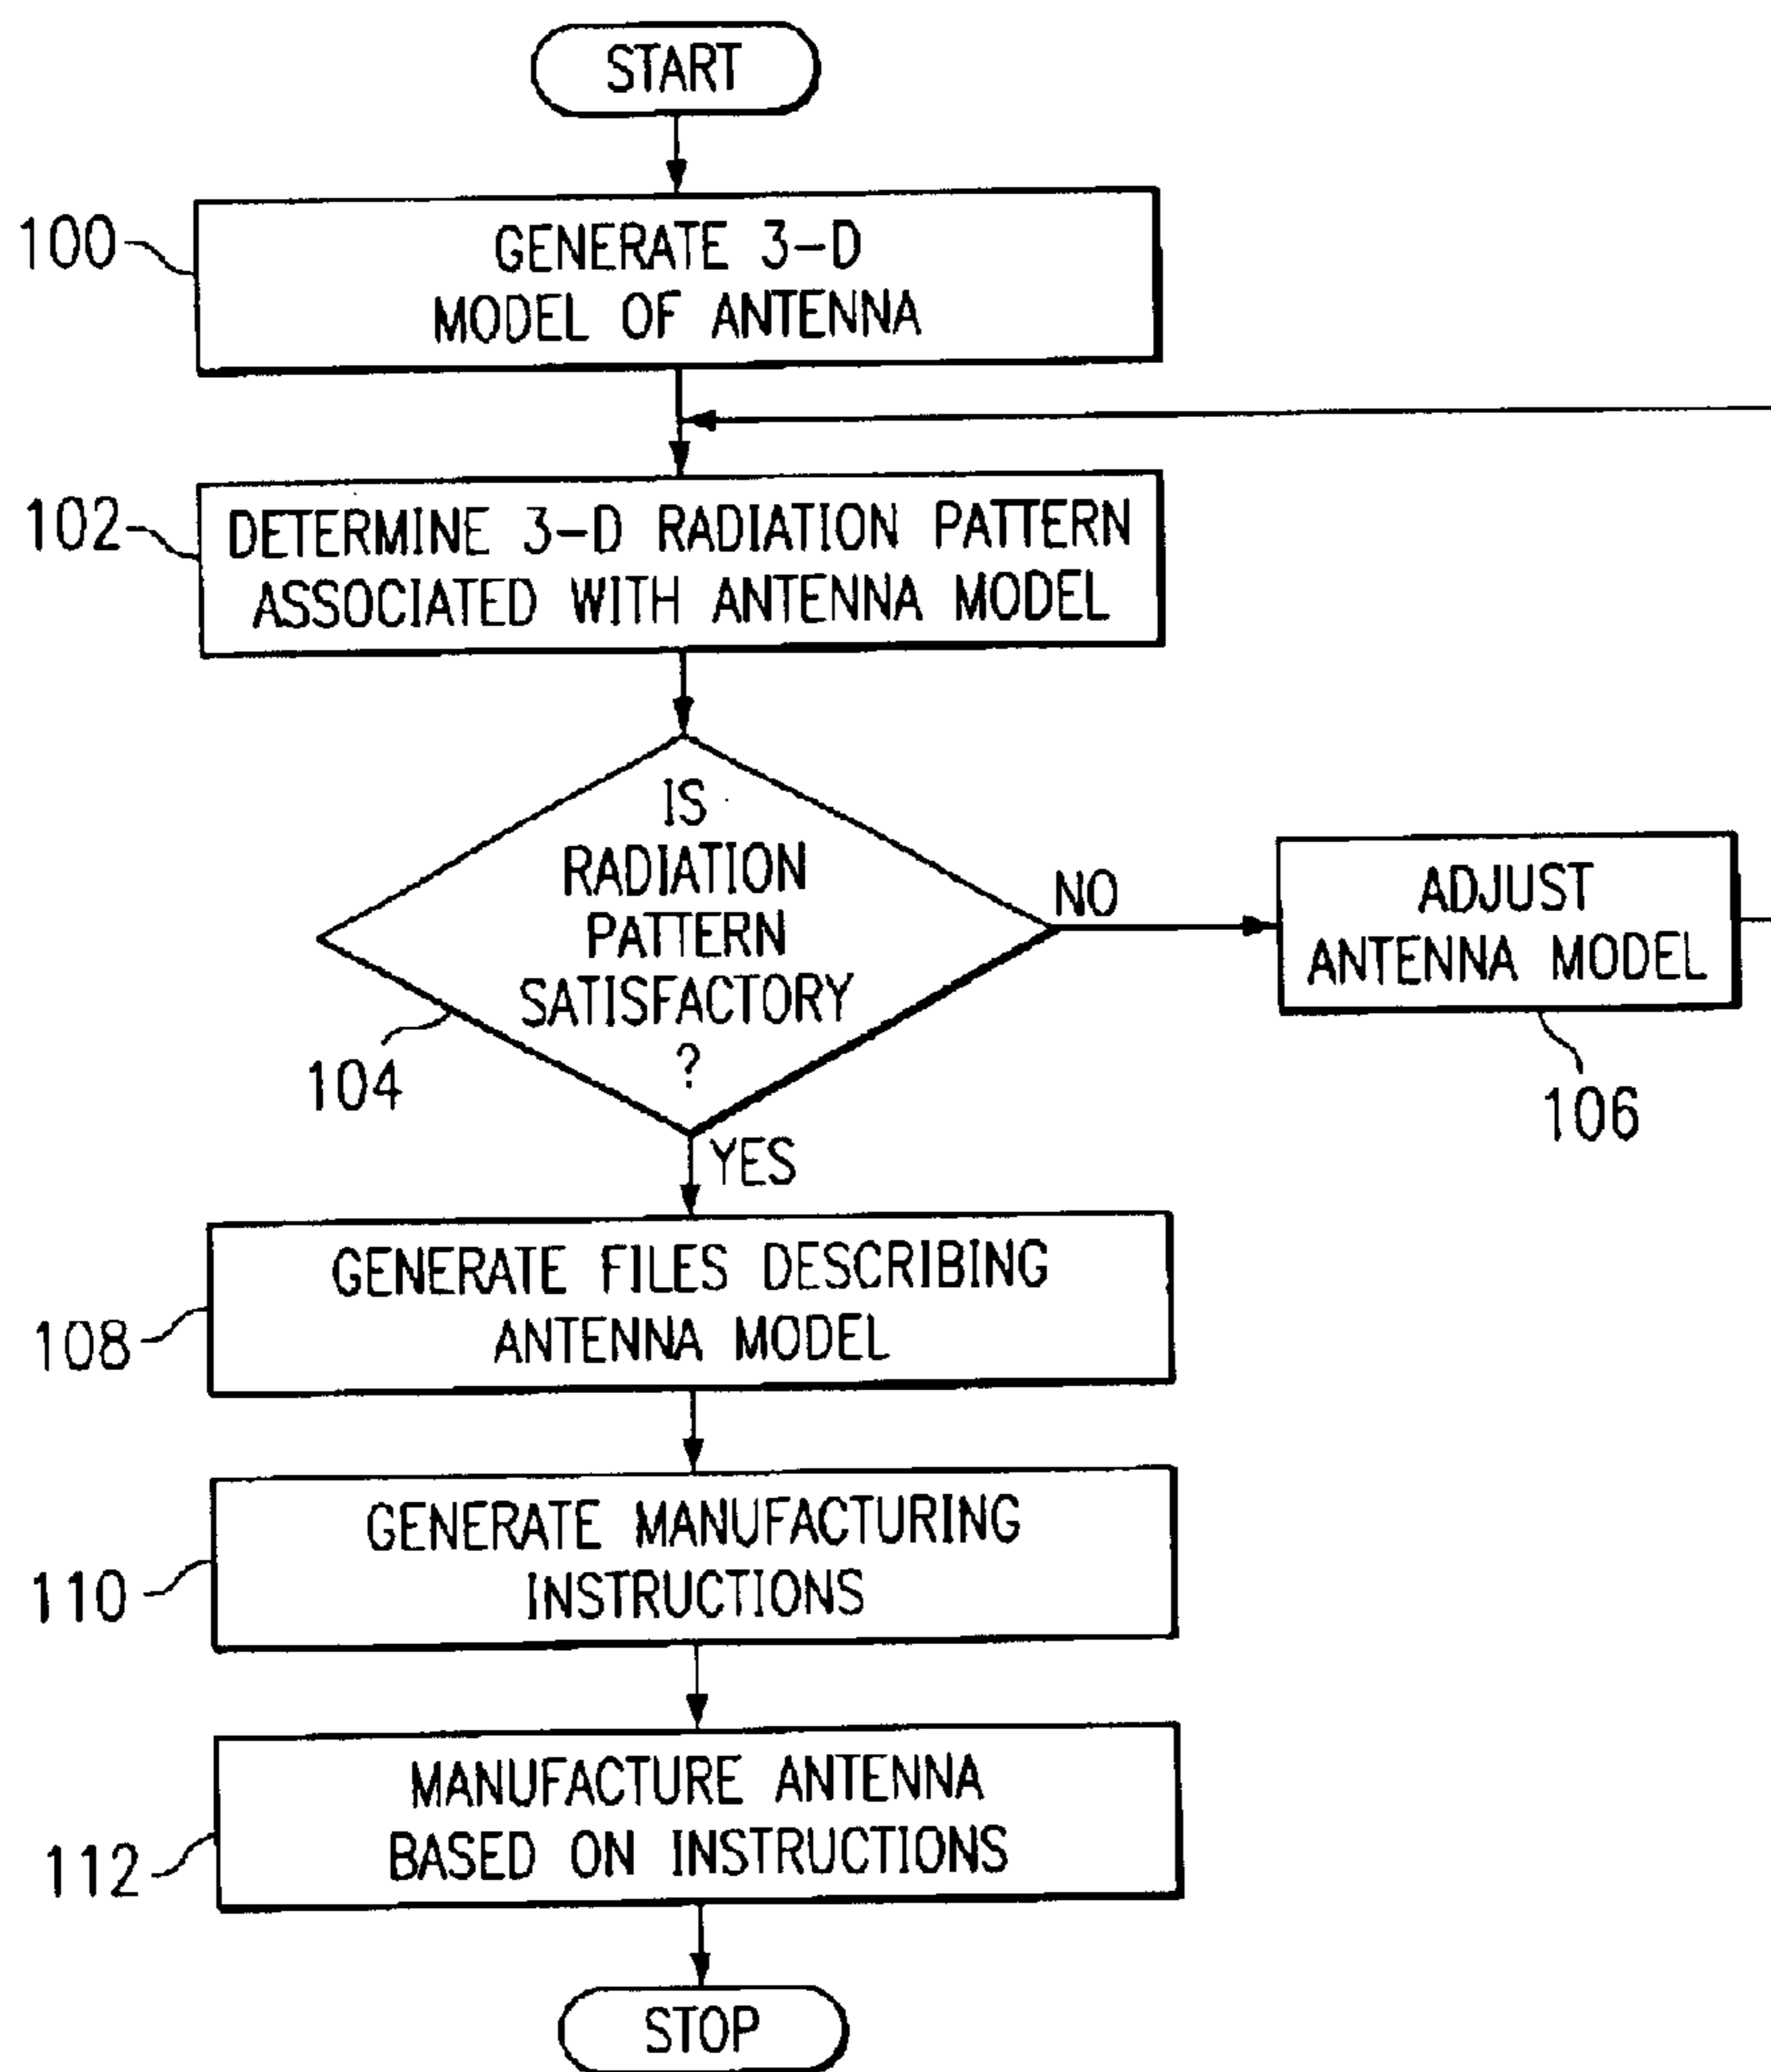 START
100
GENERATE 3-D
MODEL OF ANTENNA
102
DETERMINE 3-D RADIATION PATTERN
ASSOCIATED WITH ANTENNA MODEL
IS
RADIATION
PATTERN
SATISFACTORY
?
104
NO
ADJUST
ANTENNA MODEL
106
YES
108
GENERATE FILES DESCRIBING
ANTENNA MODEL
110
GENERATE MANUFACTURING
INSTRUCTIONS
112
MANUFACTURE ANTENNA
BASED ON INSTRUCTIONS
STOP